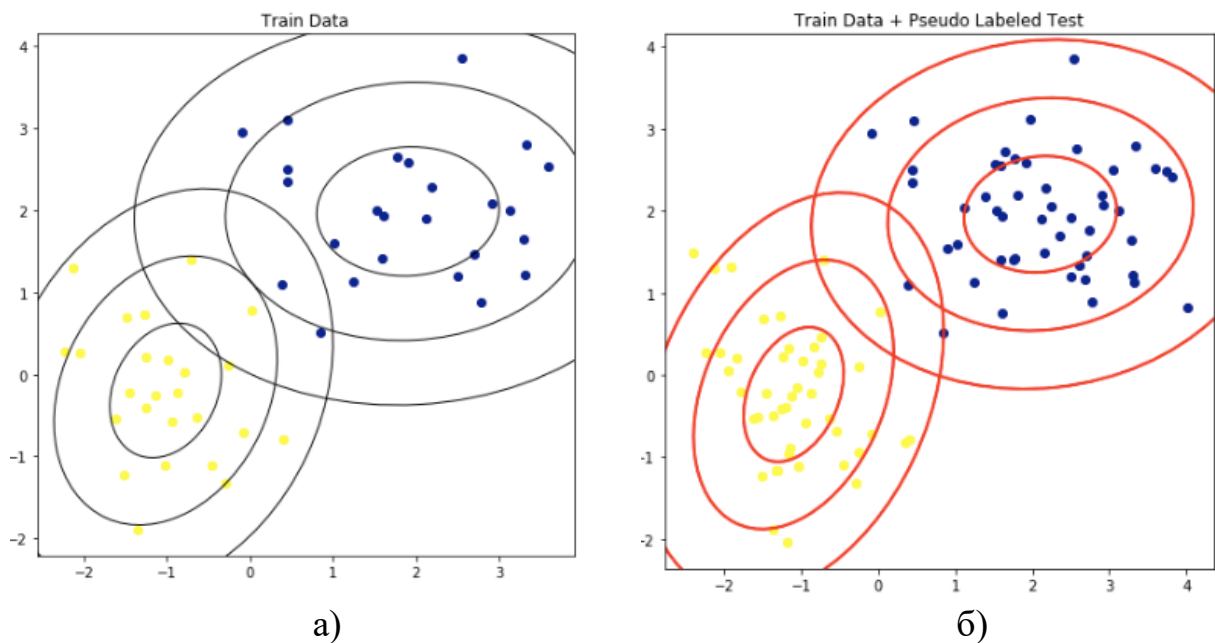 Train Data
4
3
2
1
0
−1
−2
−2 −1 0 1 2 3
а)
Train Data + Pseudo Labeled Test
4
3
2
1
0
-1
-2
−2 −1 0 1 2 3 4
б)